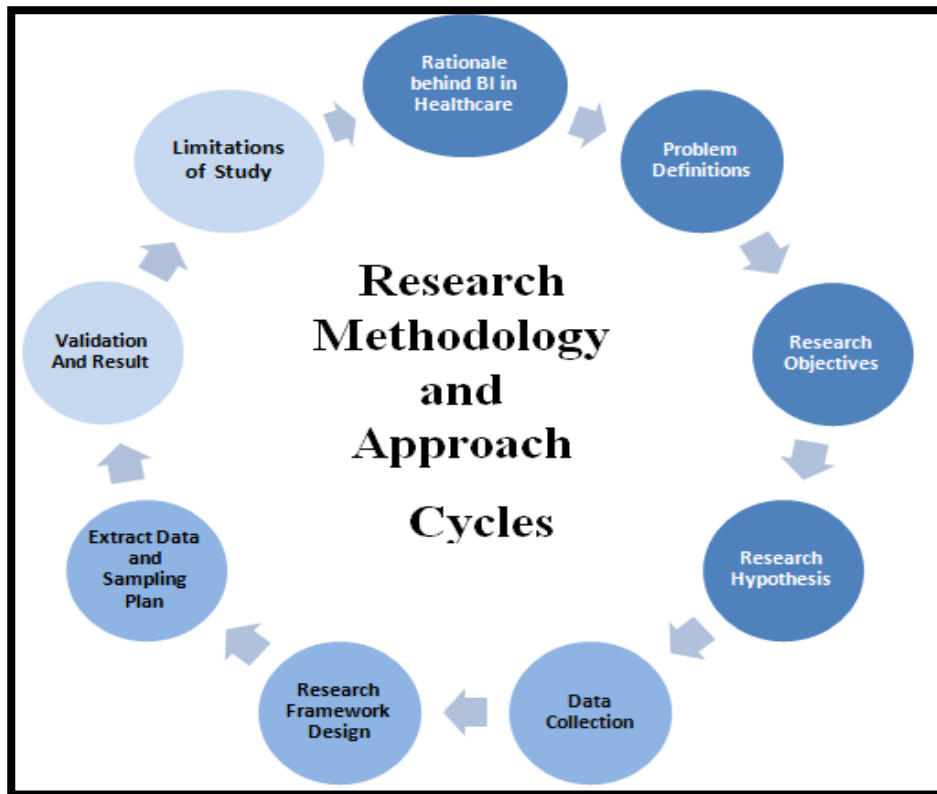 Rationale
behind BI in
Healthcare
Problem
Definitions
Research
Objectives
Research
Hypothesis
Data
Collection
Research
Framework
Design
Extract Data
and
Sampling
Plan
Validation
And Result
Limitations
of Study
Research
Methodology
and
Approach
Cycles